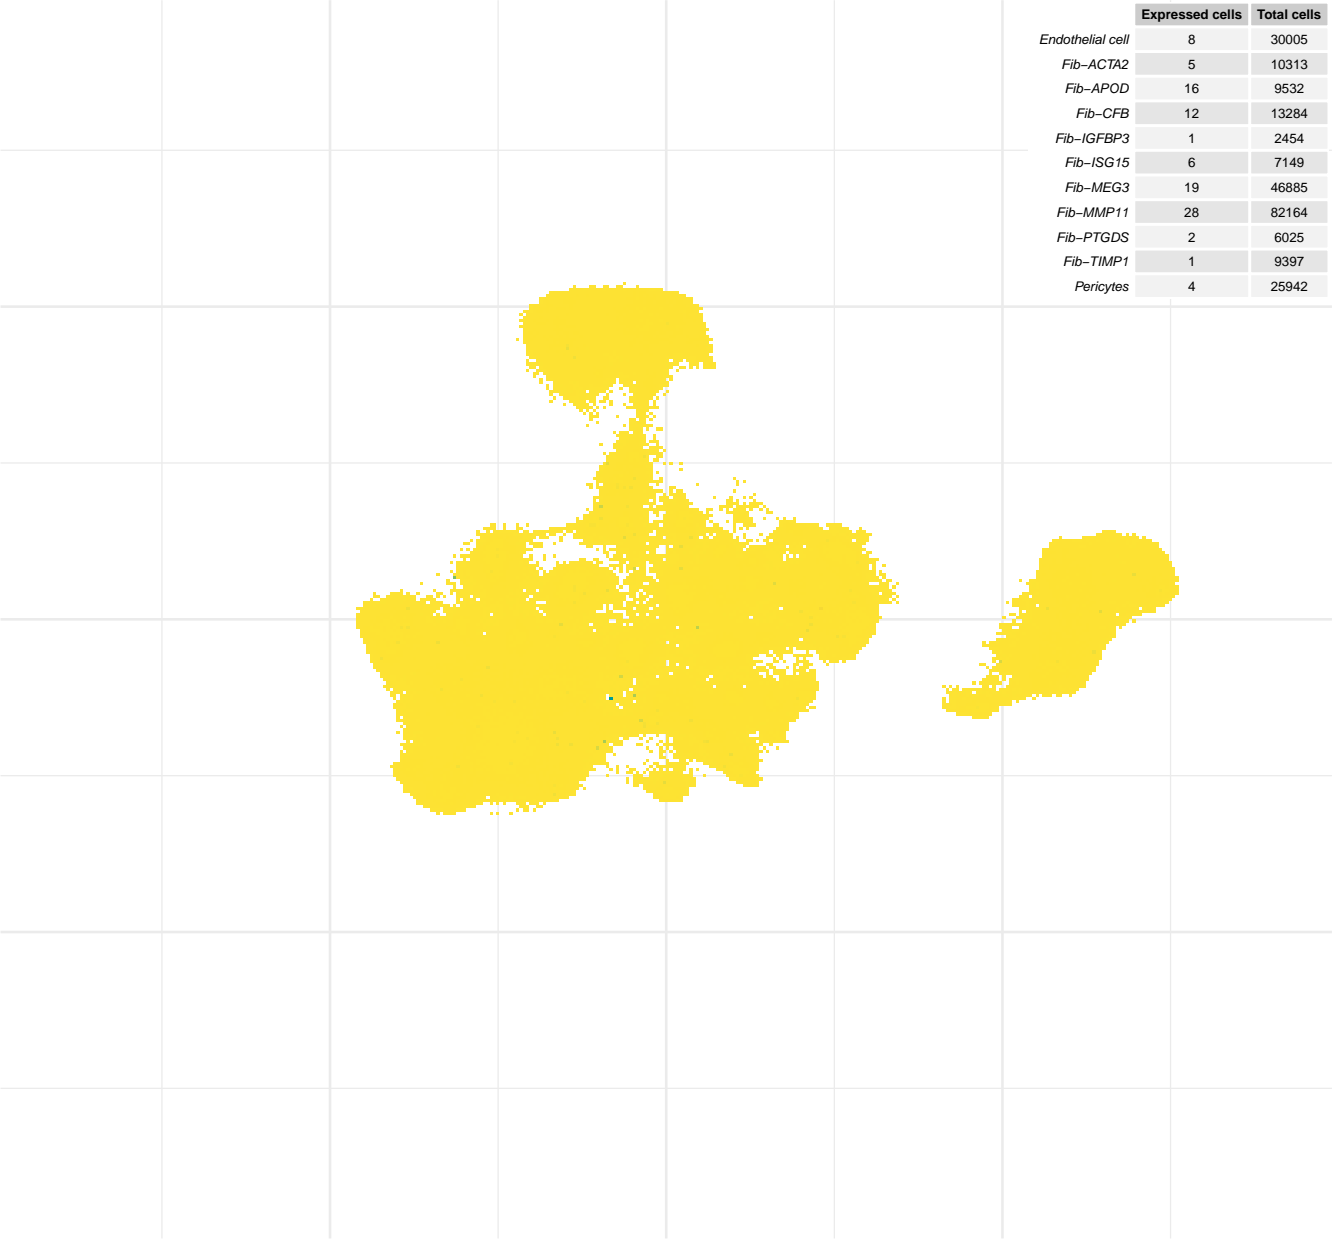 Expressed cells Total cells
Endothelial cell 8 30005
Fib−ACTA2 5 10313
Fib−APOD 16 9532
Fib−CFB 12 13284
Fib−IGFBP3 1 2454
Fib−ISG15 6 7149
Fib−MEG3 19 46885
Fib−MMP11 28 82164
Fib−PTGDS 2 6025
Fib−TIMP1 1 9397
Pericytes 4 25942